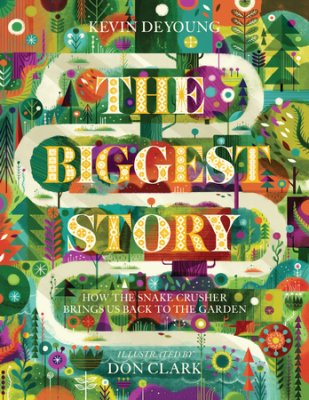 KEVIN DEYOUNG
THE
BIGGEST
STORY
HOW THE SNAKE CRUSHER
BRINGS US BACK TO THE GARDEN
ILLUSTRATED BY
DON CLARK